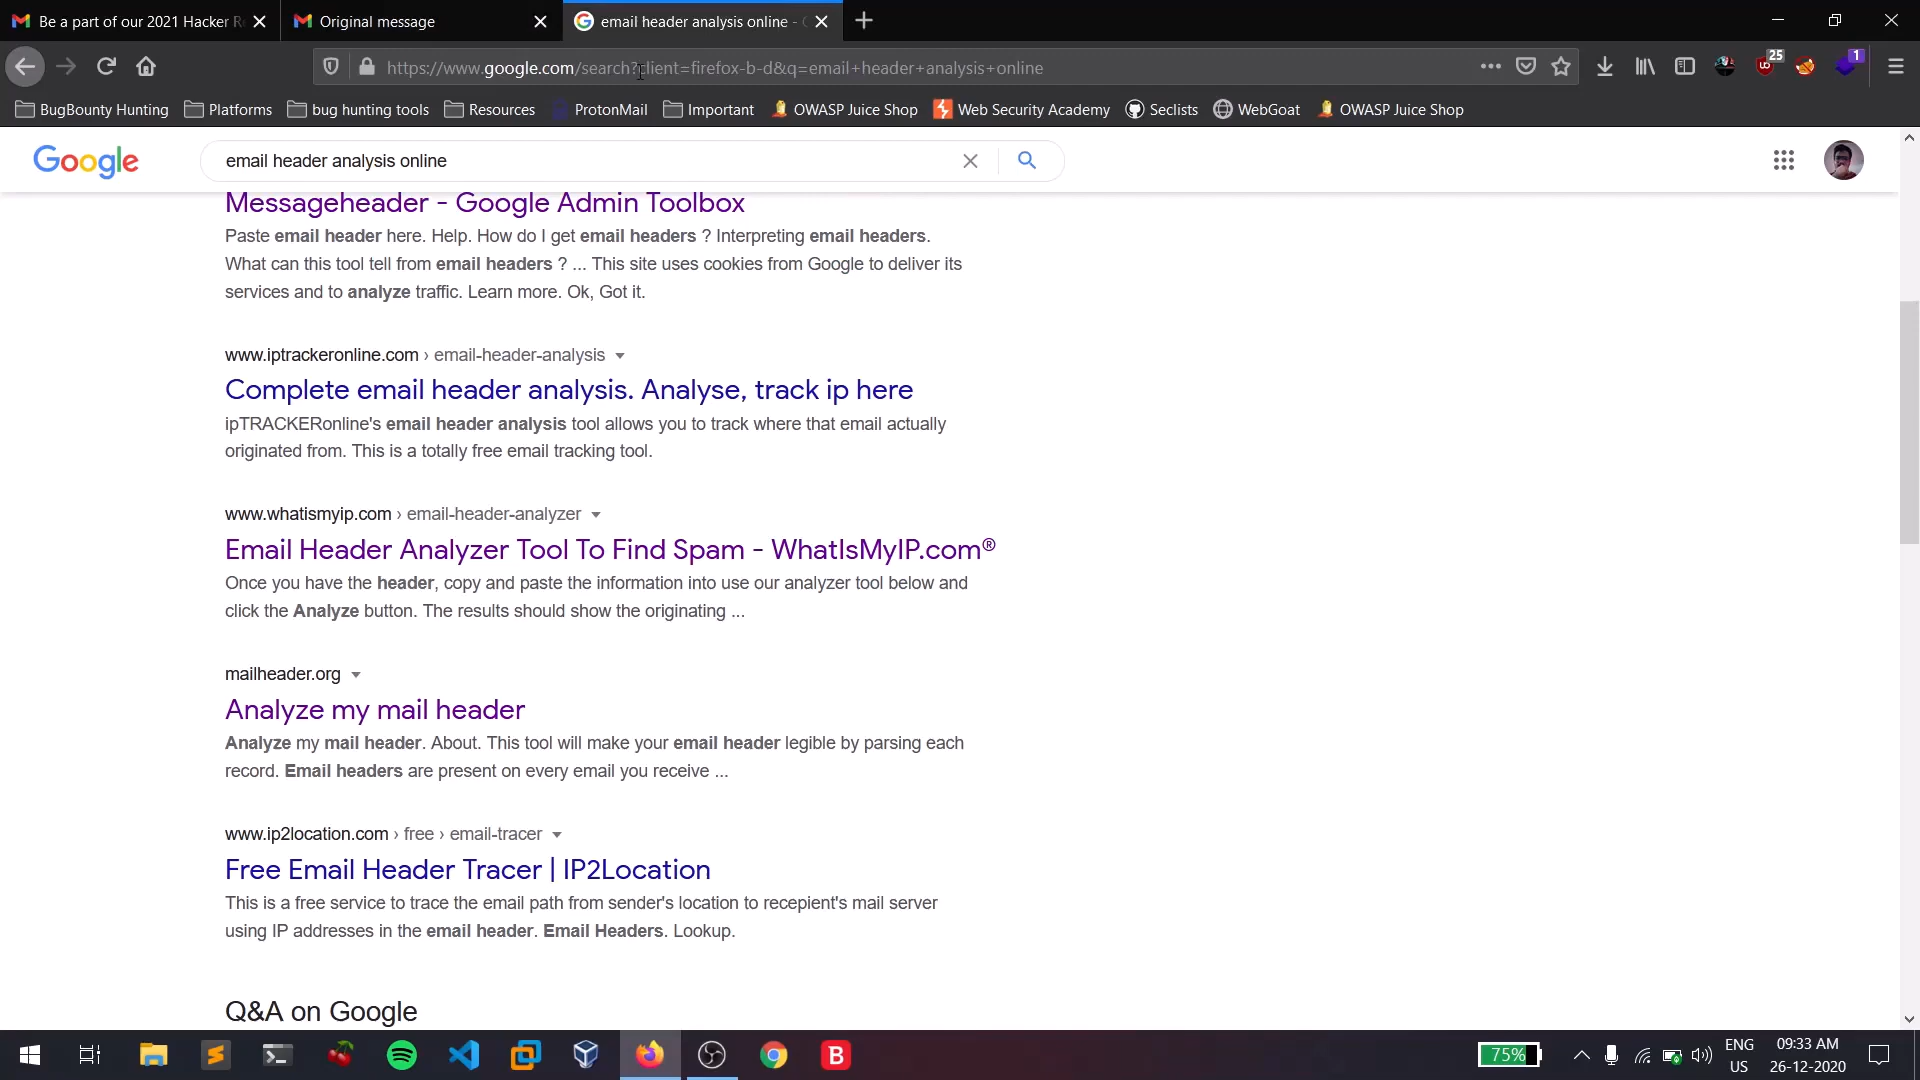 Be a part of our 2021 Hacker R
Original message
email header analysis online -
https://www.google.com/search?client=firefox-b-d&q=email+header+analysis+online
25
1
BugBounty Hunting
Platforms
bug hunting tools
Resources
ProtonMail
Important
OWASP Juice Shop
Web Security Academy
Seclists
WebGoat
OWASP Juice Shop
Google
email header analysis online
Messageheader - Google Admin Toolbox
Paste email header here. Help. How do I get email headers ? Interpreting email headers.
What can this tool tell from email headers ? ... This site uses cookies from Google to deliver its
services and to analyze traffic. Learn more. Ok, Got it.
www.iptrackeronline.com › email-header-analysis
Complete email header analysis. Analyse, track ip here
ipTRACKERonline's email header analysis tool allows you to track where that email actually
originated from. This is a totally free email tracking tool.
www.whatismyip.com › email-header-analyzer
Email Header Analyzer Tool To Find Spam - WhatIsMyIP.com®
Once you have the header, copy and paste the information into use our analyzer tool below and
click the Analyze button. The results should show the originating ...
mailheader.org
Analyze my mail header
Analyze my mail header. About. This tool will make your email header legible by parsing each
record. Email headers are present on every email you receive ...
www.ip2location.com › free › email-tracer
Free Email Header Tracer | IP2Location
This is a free service to trace the email path from sender's location to recepient's mail server
using IP addresses in the email header. Email Headers. Lookup.
Q&A on Google
75%
ENG
US
09:33 AM
26-12-2020